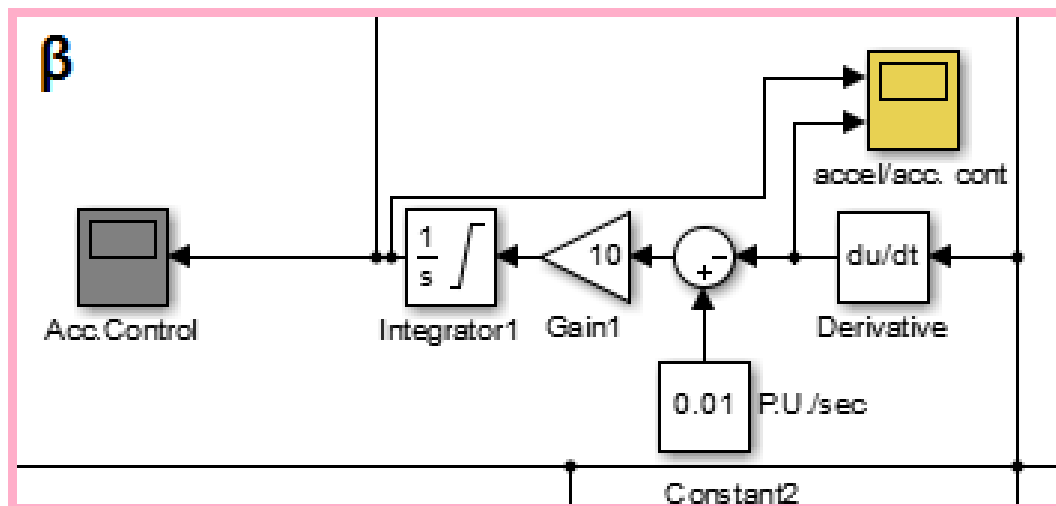 β
accel/acc. cont
1
s
10
−
+
du/dt
Acc.Control
Integrator1
Gain1
Derivative
0.01
P.U./sec
Constant2